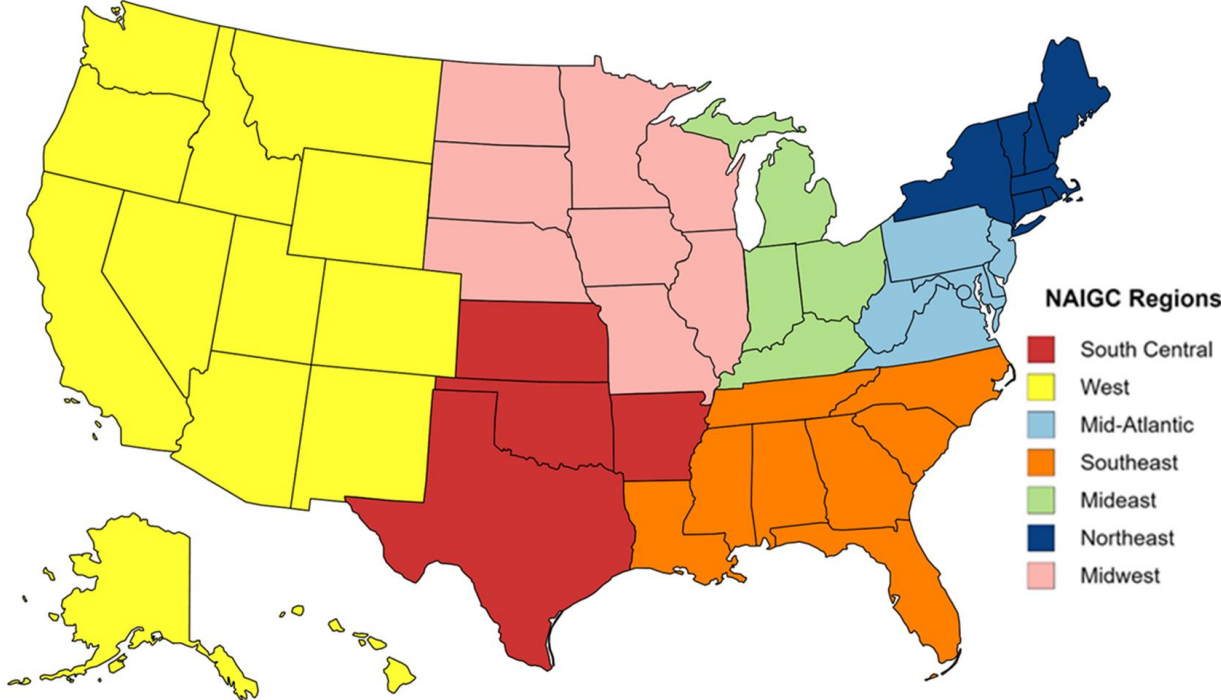 NAIGC Regions
South Central
West
Mid-Atlantic
Southeast
Mideast
Northeast
Midwest